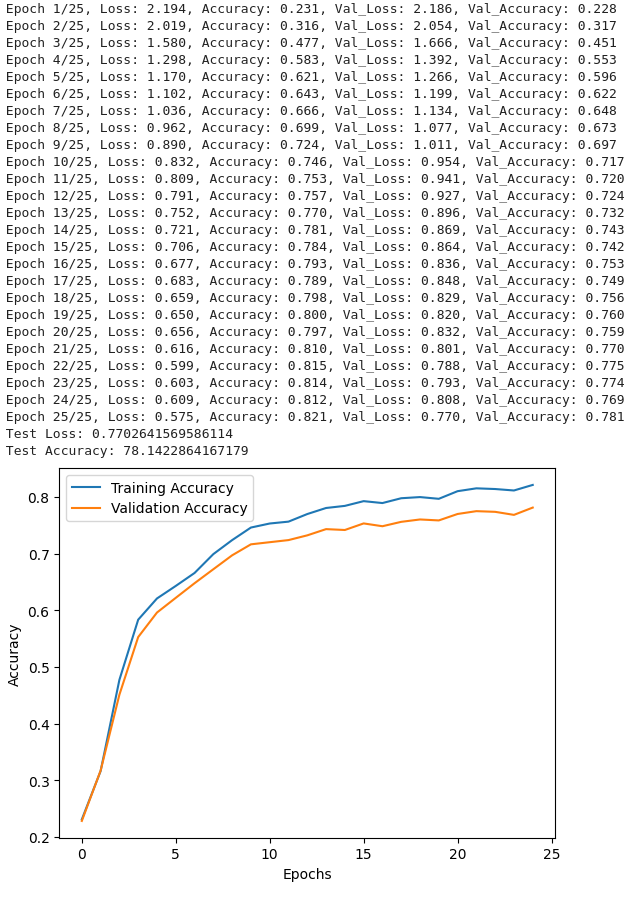 Epoch 1/25, Loss: 2.194, Accuracy: 0.231, Val_Loss: 2.186, Val_Accuracy: 0.228
Epoch 2/25, Loss: 2.019, Accuracy: 0.316, Val_Loss: 2.054, Val_Accuracy: 0.317
Epoch 3/25, Loss: 1.580, Accuracy: 0.477, Val_Loss: 1.666, Val_Accuracy: 0.451
Epoch 4/25, Loss: 1.298, Accuracy: 0.583, Val_Loss: 1.392, Val_Accuracy: 0.553
Epoch 5/25, Loss: 1.170, Accuracy: 0.621, Val_Loss: 1.266, Val_Accuracy: 0.596
Epoch 6/25, Loss: 1.102, Accuracy: 0.643, Val_Loss: 1.199, Val_Accuracy: 0.622
Epoch 7/25, Loss: 1.036, Accuracy: 0.666, Val_Loss: 1.134, Val_Accuracy: 0.648
Epoch 8/25, Loss: 0.962, Accuracy: 0.699, Val_Loss: 1.077, Val_Accuracy: 0.673
Epoch 9/25, Loss: 0.890, Accuracy: 0.724, Val_Loss: 1.011, Val_Accuracy: 0.697
Epoch 10/25, Loss: 0.832, Accuracy: 0.746, Val_Loss: 0.954, Val_Accuracy: 0.717
Epoch 11/25, Loss: 0.809, Accuracy: 0.753, Val_Loss: 0.941, Val_Accuracy: 0.720
Epoch 12/25, Loss: 0.791, Accuracy: 0.757, Val_Loss: 0.927, Val_Accuracy: 0.724
Epoch 13/25, Loss: 0.752, Accuracy: 0.770, Val_Loss: 0.896, Val_Accuracy: 0.732
Epoch 14/25, Loss: 0.721, Accuracy: 0.781, Val_Loss: 0.869, Val_Accuracy: 0.743
Epoch 15/25, Loss: 0.706, Accuracy: 0.784, Val_Loss: 0.864, Val_Accuracy: 0.742
Epoch 16/25, Loss: 0.677, Accuracy: 0.793, Val_Loss: 0.836, Val_Accuracy: 0.753
Epoch 17/25, Loss: 0.683, Accuracy: 0.789, Val_Loss: 0.848, Val_Accuracy: 0.749
Epoch 18/25, Loss: 0.659, Accuracy: 0.798, Val_Loss: 0.829, Val_Accuracy: 0.756
Epoch 19/25, Loss: 0.650, Accuracy: 0.800, Val_Loss: 0.820, Val_Accuracy: 0.760
Epoch 20/25, Loss: 0.656, Accuracy: 0.797, Val_Loss: 0.832, Val_Accuracy: 0.759
Epoch 21/25, Loss: 0.616, Accuracy: 0.810, Val_Loss: 0.801, Val_Accuracy: 0.770
Epoch 22/25, Loss: 0.599, Accuracy: 0.815, Val_Loss: 0.788, Val_Accuracy: 0.775
Epoch 23/25, Loss: 0.603, Accuracy: 0.814, Val_Loss: 0.793, Val_Accuracy: 0.774
Epoch 24/25, Loss: 0.609, Accuracy: 0.812, Val_Loss: 0.808, Val_Accuracy: 0.769
Epoch 25/25, Loss: 0.575, Accuracy: 0.821, Val_Loss: 0.770, Val_Accuracy: 0.781
Test Loss: 0.7702641569586114
Test Accuracy: 78.1422864167179
Training Accuracy
Validation Accuracy
0.8
0.7
0.6
0.5
0.4
0.3
0.2
Accuracy
0 5 10 15 20 25
Epochs